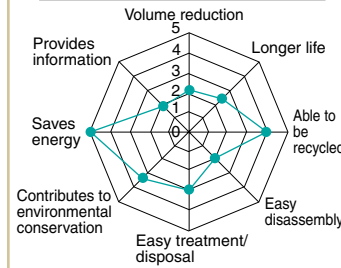 Volume reduction
5
4
3
2
1
0
Longer life
Able to
be
recycled
Easy
disassembly
Easy treatment/
disposal
Contributes to
environmental
conservation
Saves
energy
Provides
information